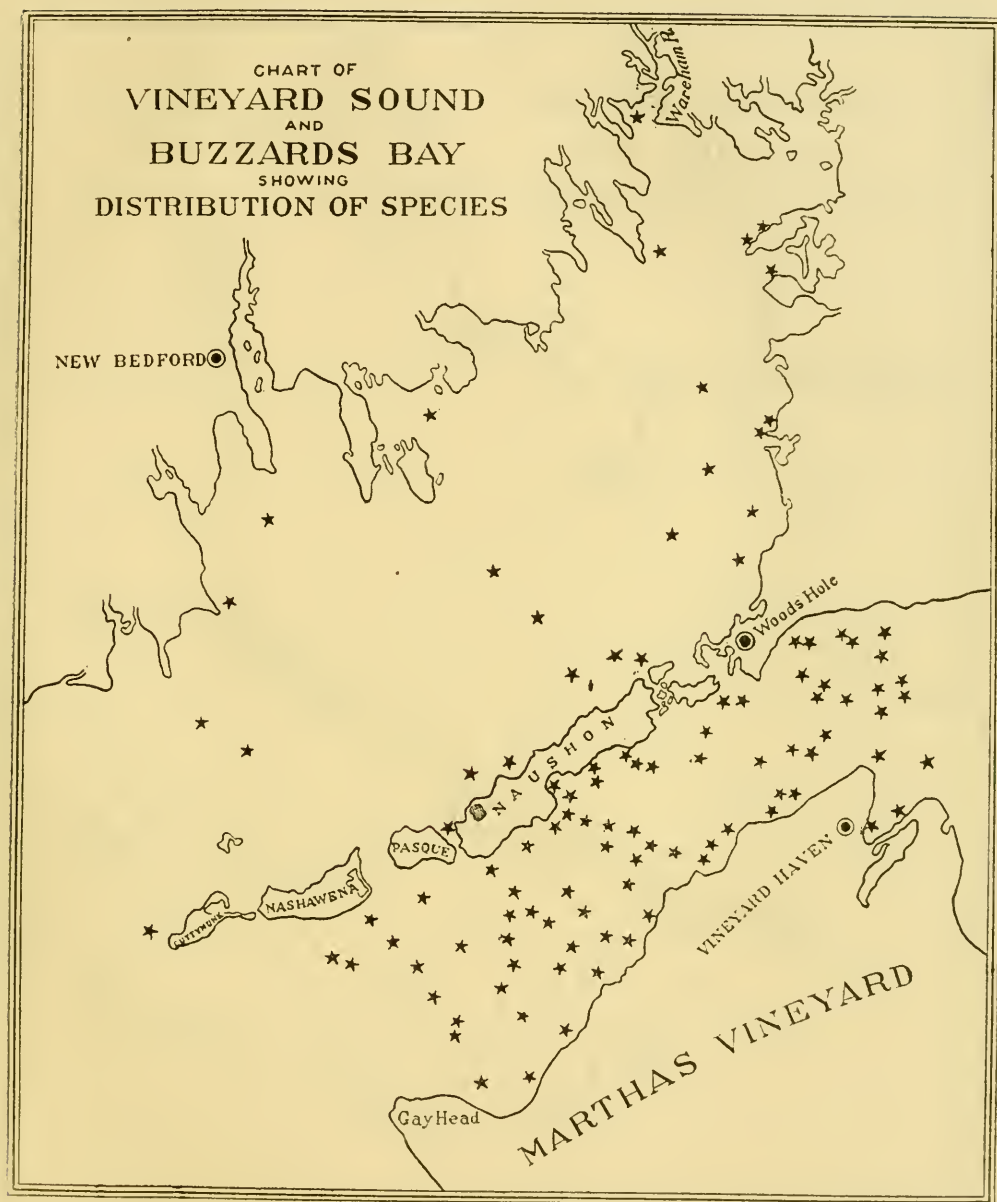 CHART OF
VINEYARD SOUND
AND
BUZZARDS BAY
SHOWING
DISTRIBUTION OF SPECIES
Wareham R
NEW BEDFORD
Woods Hole
NAUSHON
PASQUE
NASHAWENA
CUTTYHUNK
VINEYARD HAVEN
MARTHAS VINEYARD
Gay Head